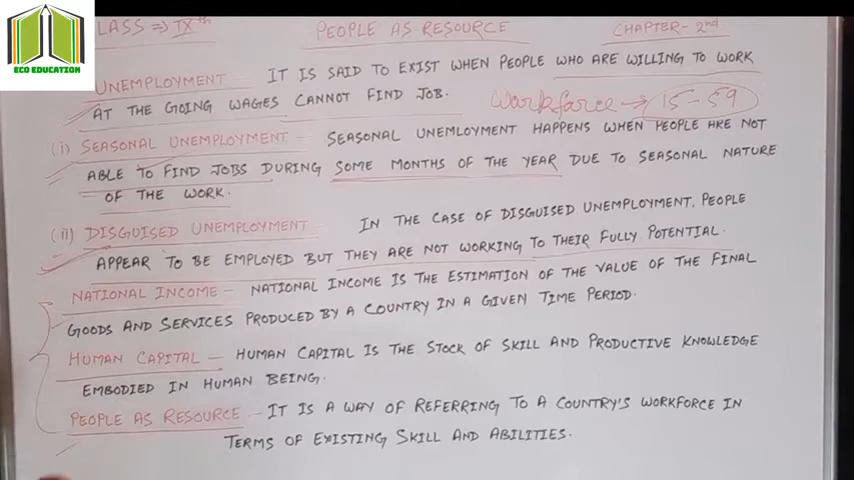 CLASS => IXth PEOPLE AS RESOURCE CHAPTER- 2nd
ECO EDUCATION
UNEMPLOYMENT - IT IS SAID TO EXIST WHEN PEOPLE WHO ARE WILLING TO WORK
AT THE GOING WAGES CANNOT FIND JOB. Workforce → 15-59
(i) SEASONAL UNEMPLOYMENT - SEASONAL UNEMLOYMENT HAPPENS WHEN PEOPLE ARE NOT
ABLE TO FIND JOBS DURING SOME MONTHS OF THE YEAR DUE TO SEASONAL NATURE
OF THE WORK.
(ii) DISGUISED UNEMPLOYMENT - IN THE CASE OF DISGUISED UNEMPLOYMENT, PEOPLE
APPEAR TO BE EMPLOYED BUT THEY ARE NOT WORKING TO THEIR FULLY POTENTIAL.
NATIONAL INCOME - NATIONAL INCOME IS THE ESTIMATION OF THE VALUE OF THE FINAL
GOODS AND SERVICES PRODUCED BY A COUNTRY IN A GIVEN TIME PERIOD.
HUMAN CAPITAL - HUMAN CAPITAL IS THE STOCK OF SKILL AND PRODUCTIVE KNOWLEDGE
EMBODIED IN HUMAN BEING.
PEOPLE AS RESOURCE - IT IS A WAY OF REFERRING TO A COUNTRY'S WORKFORCE IN
TERMS OF EXISTING SKILL AND ABILITIES.